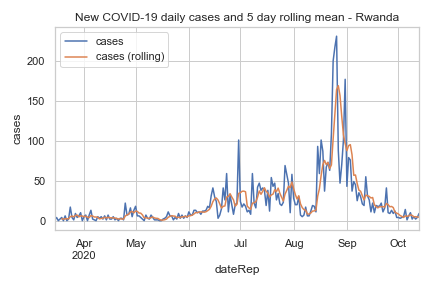 New COVID-19 daily cases and 5 day rolling mean - Rwanda
cases
cases (rolling)
cases
200
150
100
50
0
Apr May Jun Jul Aug Sep Oct
2020
dateRep